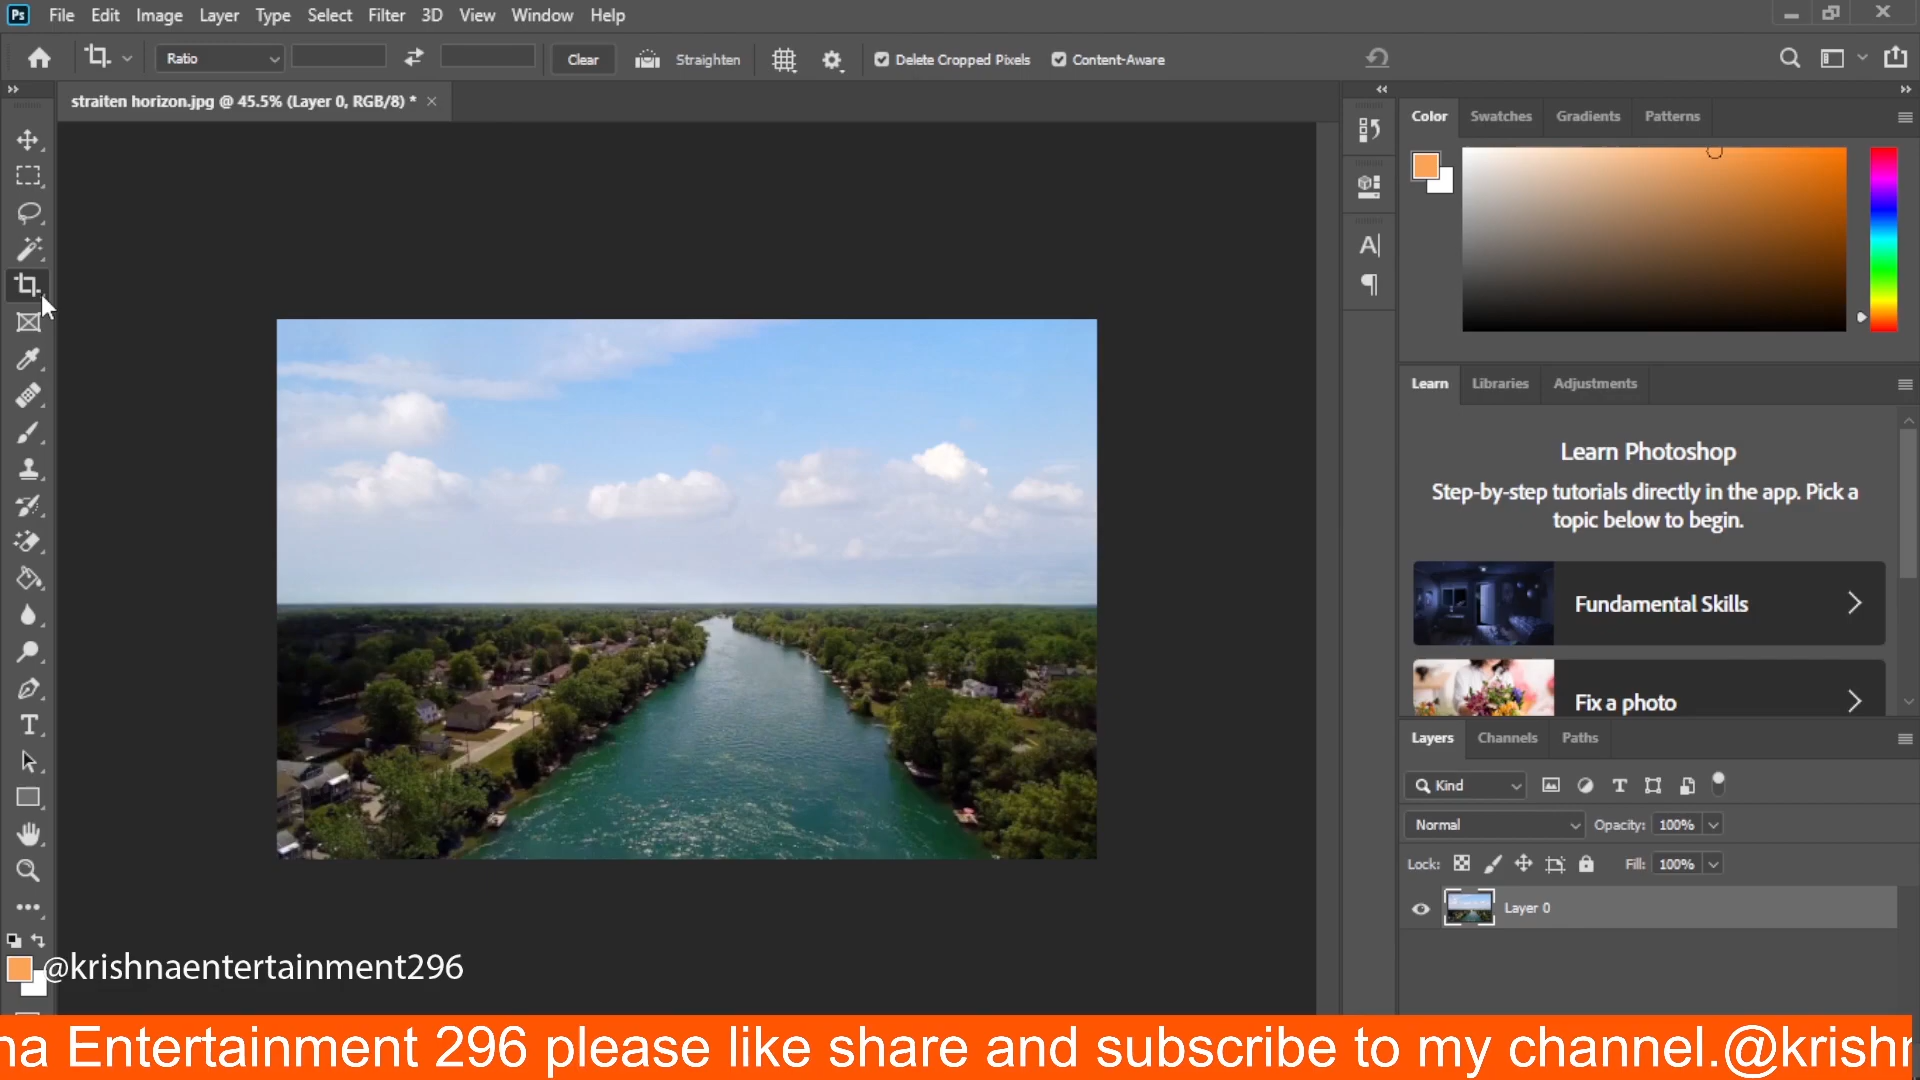 Ps File Edit Image Layer Type Select Filter 3D View Window Help
Ratio Clear Straighten Delete Cropped Pixels Content-Aware
straiten horizon.jpg @ 45.5% (Layer 0, RGB/8) *
Color Swatches Gradients Patterns
Learn Libraries Adjustments
Learn Photoshop
Step-by-step tutorials directly in the app. Pick a
topic below to begin.
Fundamental Skills
Fix a photo
Layers Channels Paths
Kind
Normal Opacity: 100%
Lock: Fill: 100%
Layer 0
@krishnaentertainment296
na Entertainment 296 please like share and subscribe to my channel.@krishn